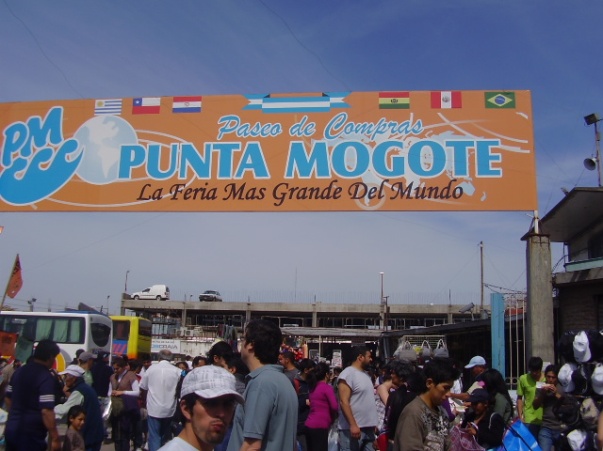 PM
Paseo de Compras
PUNTA MOGOTE
La Feria Mas Grande Del Mundo